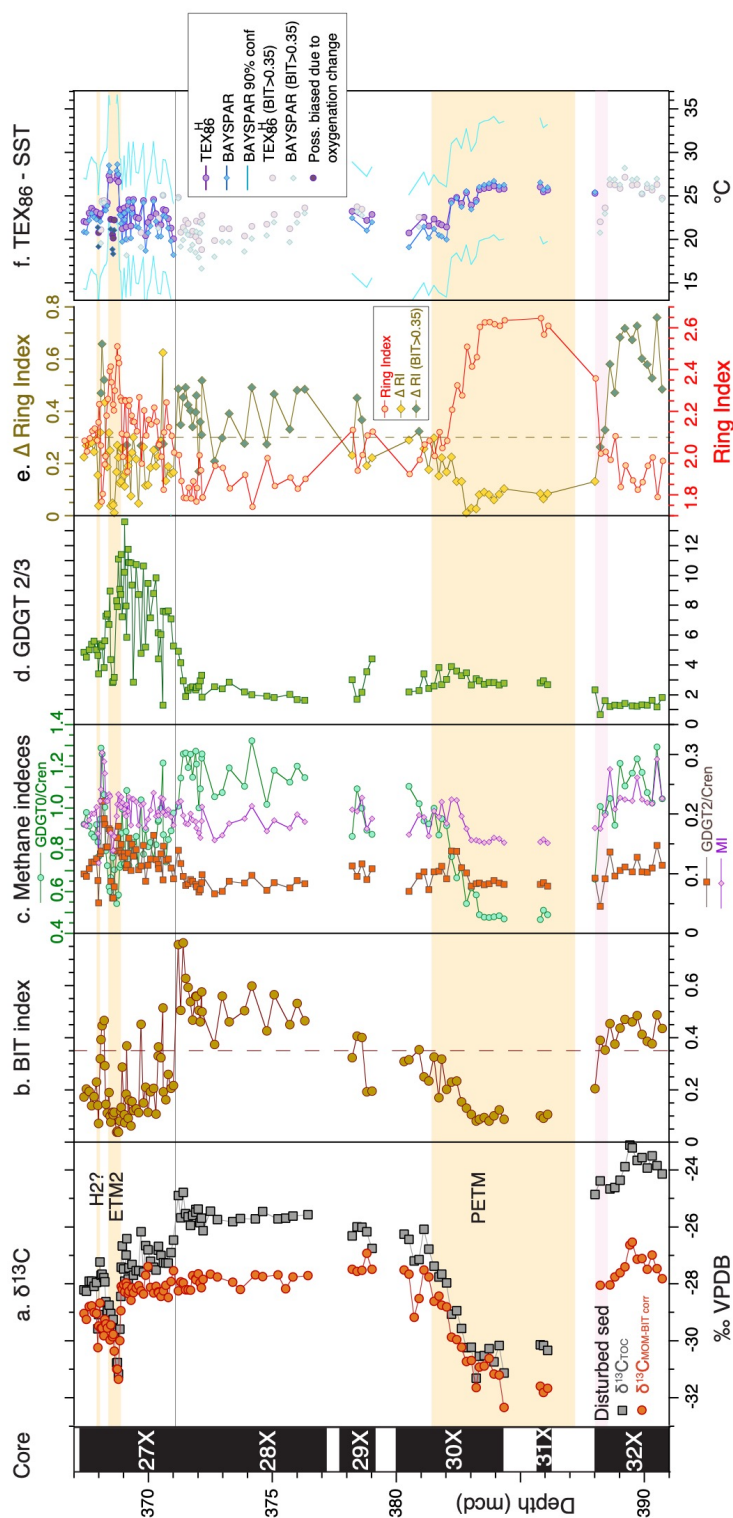 Core
a. δ13C
b. BIT index
c. Methane indeces
d. GDGT 2/3
e. Δ Ring Index
f. TEX86 - SST
GDGT0/Cren
0.4 0.6 0.8 1.0 1.2 1.4
0 0.2 0.4 0.6 0.8
H2?
ETM2
PETM
27X
28X
29X
30X
31X
32X
370
375
380
385
390
Depth (mcd)
TEX86H
BAYSPAR
BAYSPAR 90% conf
TEX86H (BIT>0.35)
BAYSPAR (BIT>0.35)
Poss. biased due to
oxygenation change
Ring Index
Δ RI
Δ RI (BIT>0.35)
Disturbed sed
δ13CTOC
δ13CMOM-BIT corr
-32 -30 -28 -26 -24
‰ VPDB
0 0.2 0.4 0.6
0 0.1 0.2 0.3
GDGT2/Cren
MI
0 2 4 6 8 10 12
1.8 2.0 2.2 2.4 2.6
Ring Index
15 20 25 30 35
°C